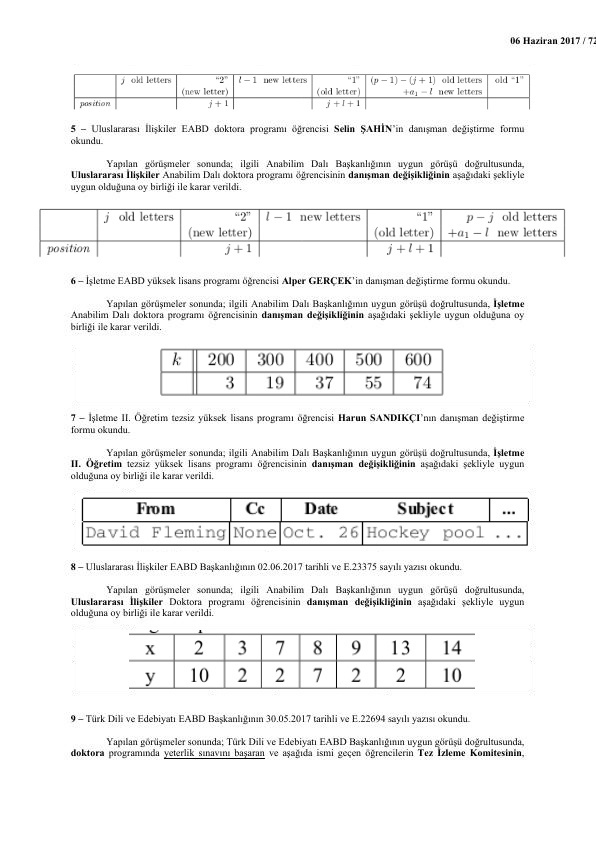 06 Haziran 2017 / 72
j old letters "2" l − 1 new letters "1" (p − 1) − (j + 1) old letters old "1"
(new letter) (old letter) +a₁ − l new letters
position j + 1 j + l + 1
5 – Uluslararası İlişkiler EABD doktora programı öğrencisi Selin ŞAHİN'in danışman değiştirme formu
okundu.
Yapılan görüşmeler sonunda; ilgili Anabilim Dalı Başkanlığının uygun görüşü doğrultusunda,
Uluslararası İlişkiler Anabilim Dalı doktora programı öğrencisinin danışman değişikliğinin aşağıdaki şekliyle
uygun olduğuna oy birliği ile karar verildi.
j old letters "2" l − 1 new letters "1" p − j old letters
(new letter) (old letter) +a₁ − l new letters
position j + 1 j + l + 1
6 – İşletme EABD yüksek lisans programı öğrencisi Alper GERÇEK'in danışman değiştirme formu okundu.
Yapılan görüşmeler sonunda; ilgili Anabilim Dalı Başkanlığının uygun görüşü doğrultusunda, İşletme
Anabilim Dalı doktora programı öğrencisinin danışman değişikliğinin aşağıdaki şekliyle uygun olduğuna oy
birliği ile karar verildi.
k 200 300 400 500 600
3 19 37 55 74
7 – İşletme II. Öğretim tezsiz yüksek lisans programı öğrencisi Harun SANDIKÇI'nın danışman değiştirme
formu okundu.
Yapılan görüşmeler sonunda; ilgili Anabilim Dalı Başkanlığının uygun görüşü doğrultusunda, İşletme
II. Öğretim tezsiz yüksek lisans programı öğrencisinin danışman değişikliğinin aşağıdaki şekliyle uygun
olduğuna oy birliği ile karar verildi.
From Cc Date Subject ...
David Fleming None Oct. 26 Hockey pool ...
8 – Uluslararası İlişkiler EABD Başkanlığının 02.06.2017 tarihli ve E.23375 sayılı yazısı okundu.
Yapılan görüşmeler sonunda; ilgili Anabilim Dalı Başkanlığının uygun görüşü doğrultusunda,
Uluslararası İlişkiler Doktora programı öğrencisinin danışman değişikliğinin aşağıdaki şekliyle uygun
olduğuna oy birliği ile karar verildi.
x 2 3 7 8 9 13 14
y 10 2 2 7 2 2 10
9 – Türk Dili ve Edebiyatı EABD Başkanlığının 30.05.2017 tarihli ve E.22694 sayılı yazısı okundu.
Yapılan görüşmeler sonunda; Türk Dili ve Edebiyatı EABD Başkanlığının uygun görüşü doğrultusunda,
doktora programında yeterlik sınavını başaran ve aşağıda ismi geçen öğrencilerin Tez İzleme Komitesinin,